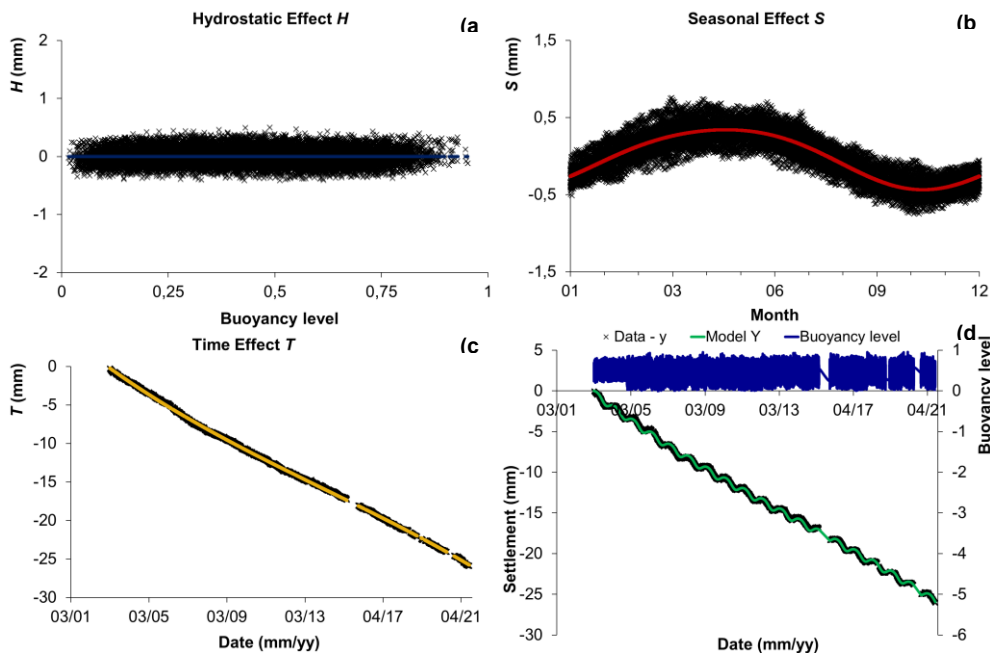 Hydrostatic Effect H
(a
H (mm)
2
1
0
-1
-2
0
0,25
0,5
0,75
1
Buoyancy level
Seasonal Effect S
(b
S (mm)
1,5
0,5
-0,5
-1,5
01
03
06
09
12
Month
Time Effect T
(c
T (mm)
0
-5
-10
-15
-20
-25
-30
03/01
03/05
03/09
03/13
04/17
04/21
Date (mm/yy)
× Data - y
Model Y
Buoyancy level
(d
Settlement (mm)
5
0
-5
-10
-15
-20
-25
-30
03/01
03/05
03/09
03/13
04/17
04/21
1
0
-1
-2
-3
-4
-5
-6
Buoyancy level
Date (mm/yy)